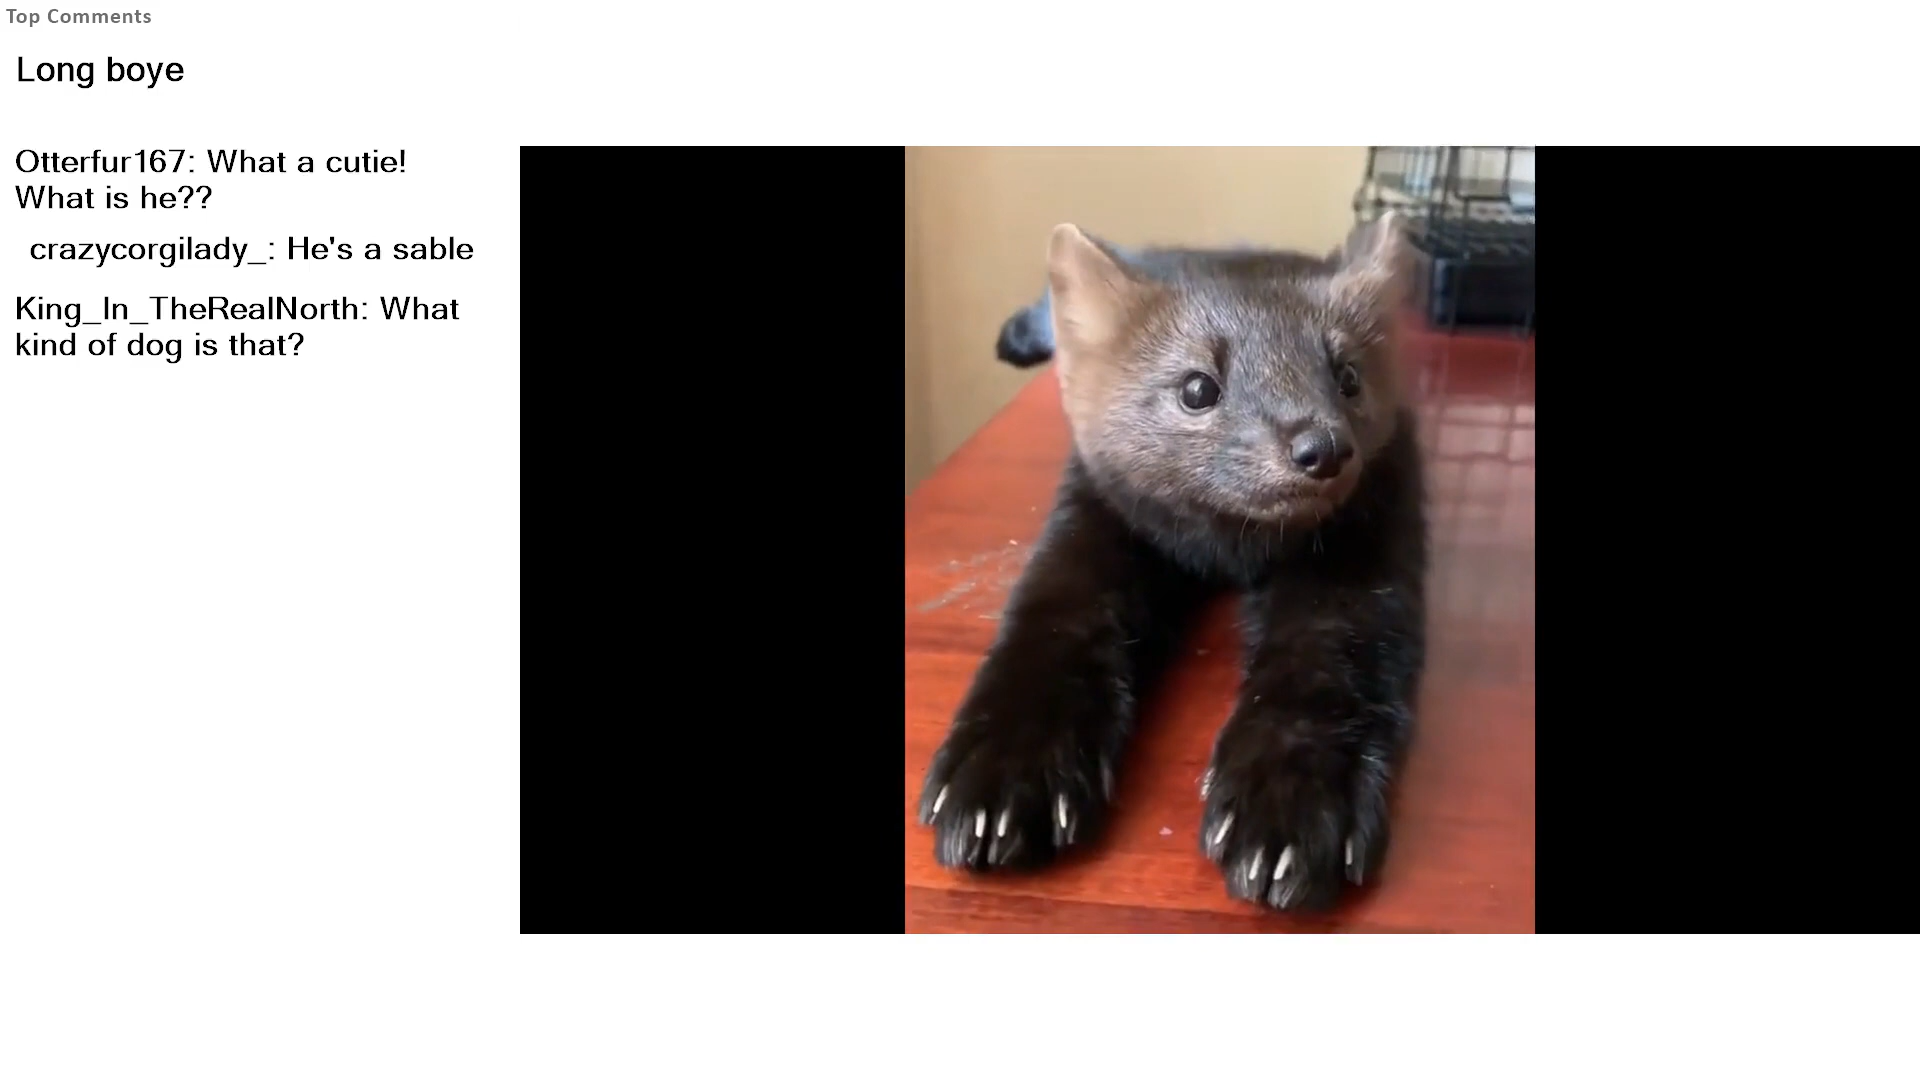 Top Comments
Long boye
Otterfur167: What a cutie!
What is he??
crazycorgilady_: He's a sable
King_In_TheRealNorth: What
kind of dog is that?